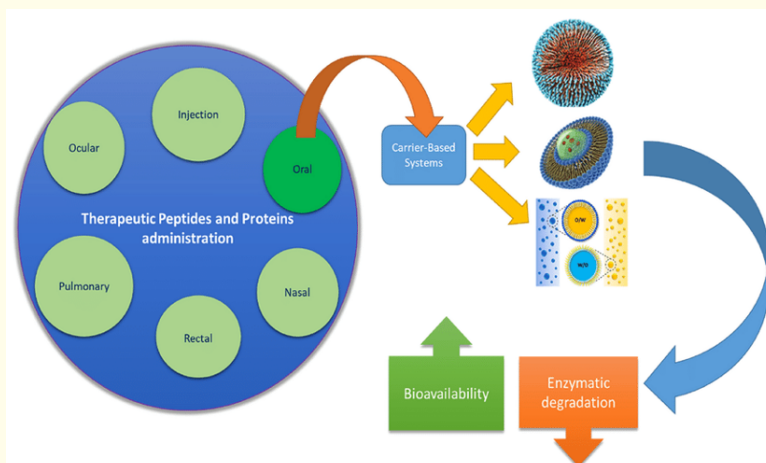 Injection
Ocular
Oral
Therapeutic Peptides and Proteins
administration
Pulmonary
Nasal
Rectal
Carrier-Based
Systems
O/W
W/O
Bioavailability
Enzymatic
degradation